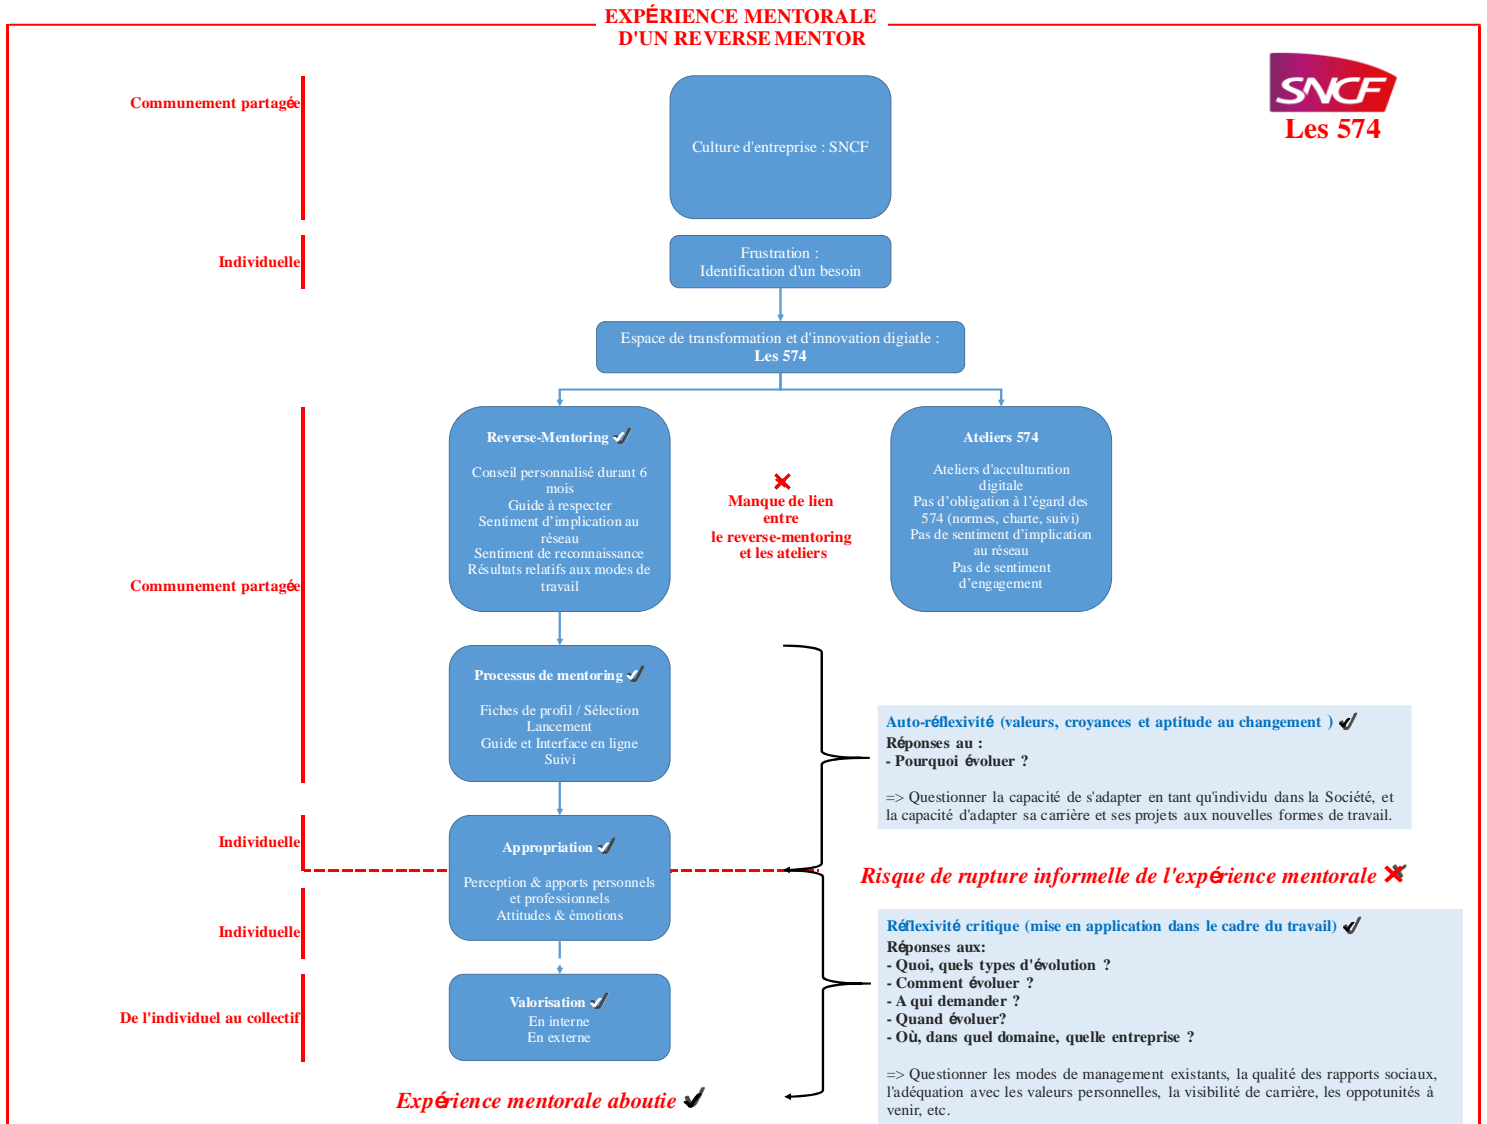 EXPÉRIENCE MENTORALE
D'UN REVERSE MENTOR
SNCF
Les 574
Communement partagée
Culture d'entreprise : SNCF
Individuelle
Frustration :
Identification d'un besoin
Espace de transformation et d'innovation digiatle :
Les 574
Communement partagée
Reverse-Mentoring
Conseil personnalisé durant 6
mois
Guide à respecter
Sentiment d’implication au
réseau
Sentiment de reconnaissance
Résultats relatifs aux modes de
travail
Manque de lien
entre
le reverse-mentoring
et les ateliers
Ateliers 574
Ateliers d'acculturation
digitale
Pas d’obligation à l’égard des
574 (normes, charte, suivi)
Pas de sentiment d’implication
au réseau
Pas de sentiment
d’engagement
Processus de mentoring
Fiches de profil / Sélection
Lancement
Guide et Interface en ligne
Suivi
Auto-réflexivité (valeurs, croyances et aptitude au changement )
Réponses au :
- Pourquoi évoluer ?
=> Questionner la capacité de s'adapter en tant qu'individu dans la Société, et
la capacité d'adapter sa carrière et ses projets aux nouvelles formes de travail.
Individuelle
Appropriation
Perception & apports personnels
et professionnels
Attitudes & émotions
Risque de rupture informelle de l'expérience mentorale
Individuelle
Réflexivité critique (mise en application dans le cadre du travail)
Réponses aux:
- Quoi, quels types d'évolution ?
- Comment évoluer ?
- A qui demander ?
- Quand évoluer?
- Où, dans quel domaine, quelle entreprise ?
=> Questionner les modes de management existants, la qualité des rapports sociaux,
l'adéquation avec les valeurs personnelles, la visibilité de carrière, les oppotunités à
venir, etc.
De l'individuel au collectif
Valorisation
En interne
En externe
Expérience mentorale aboutie